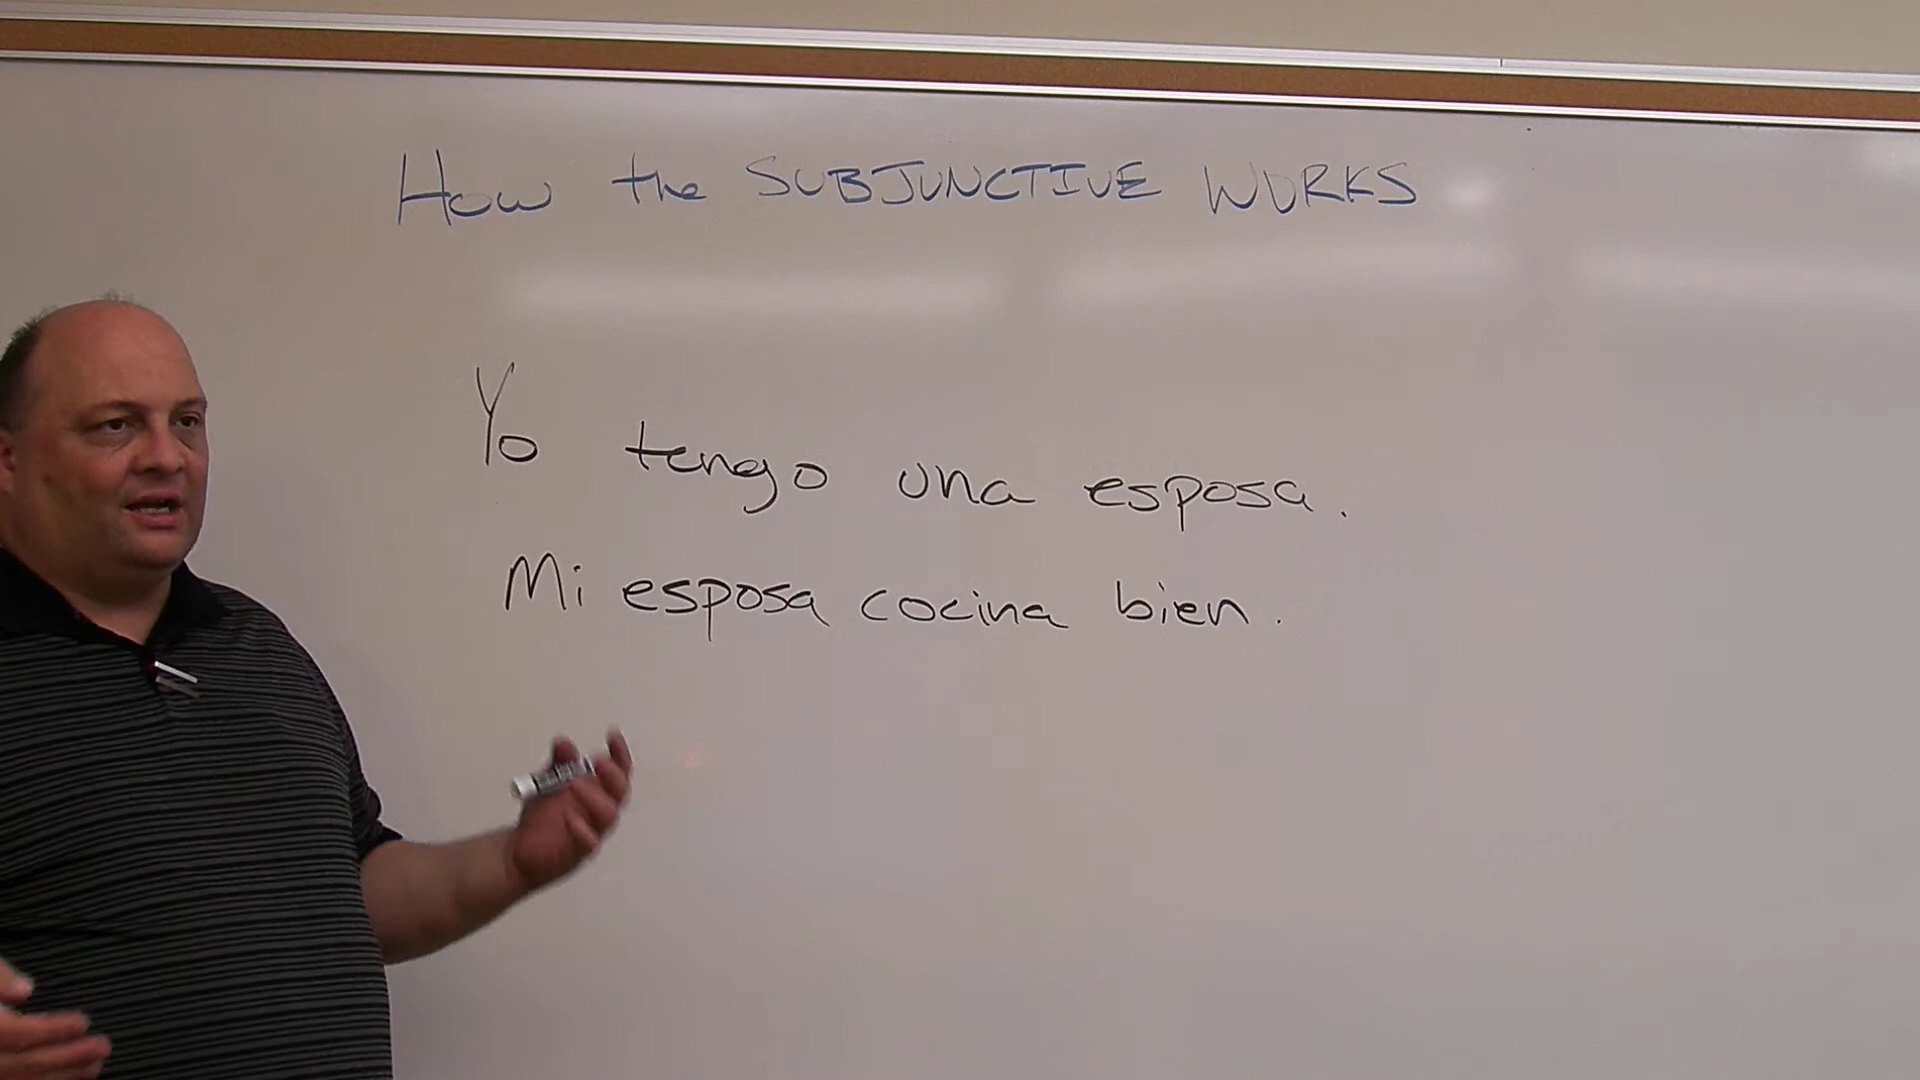 How the SUBJUNCTIVE WORKS
Yo tengo una esposa.
Mi esposa cocina bien.